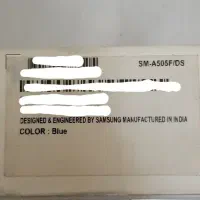 SM-A505F/DS
DESIGNED & ENGINEERED BY SAMSUNG MANUFACTURED IN INDIA
COLOR : Blue